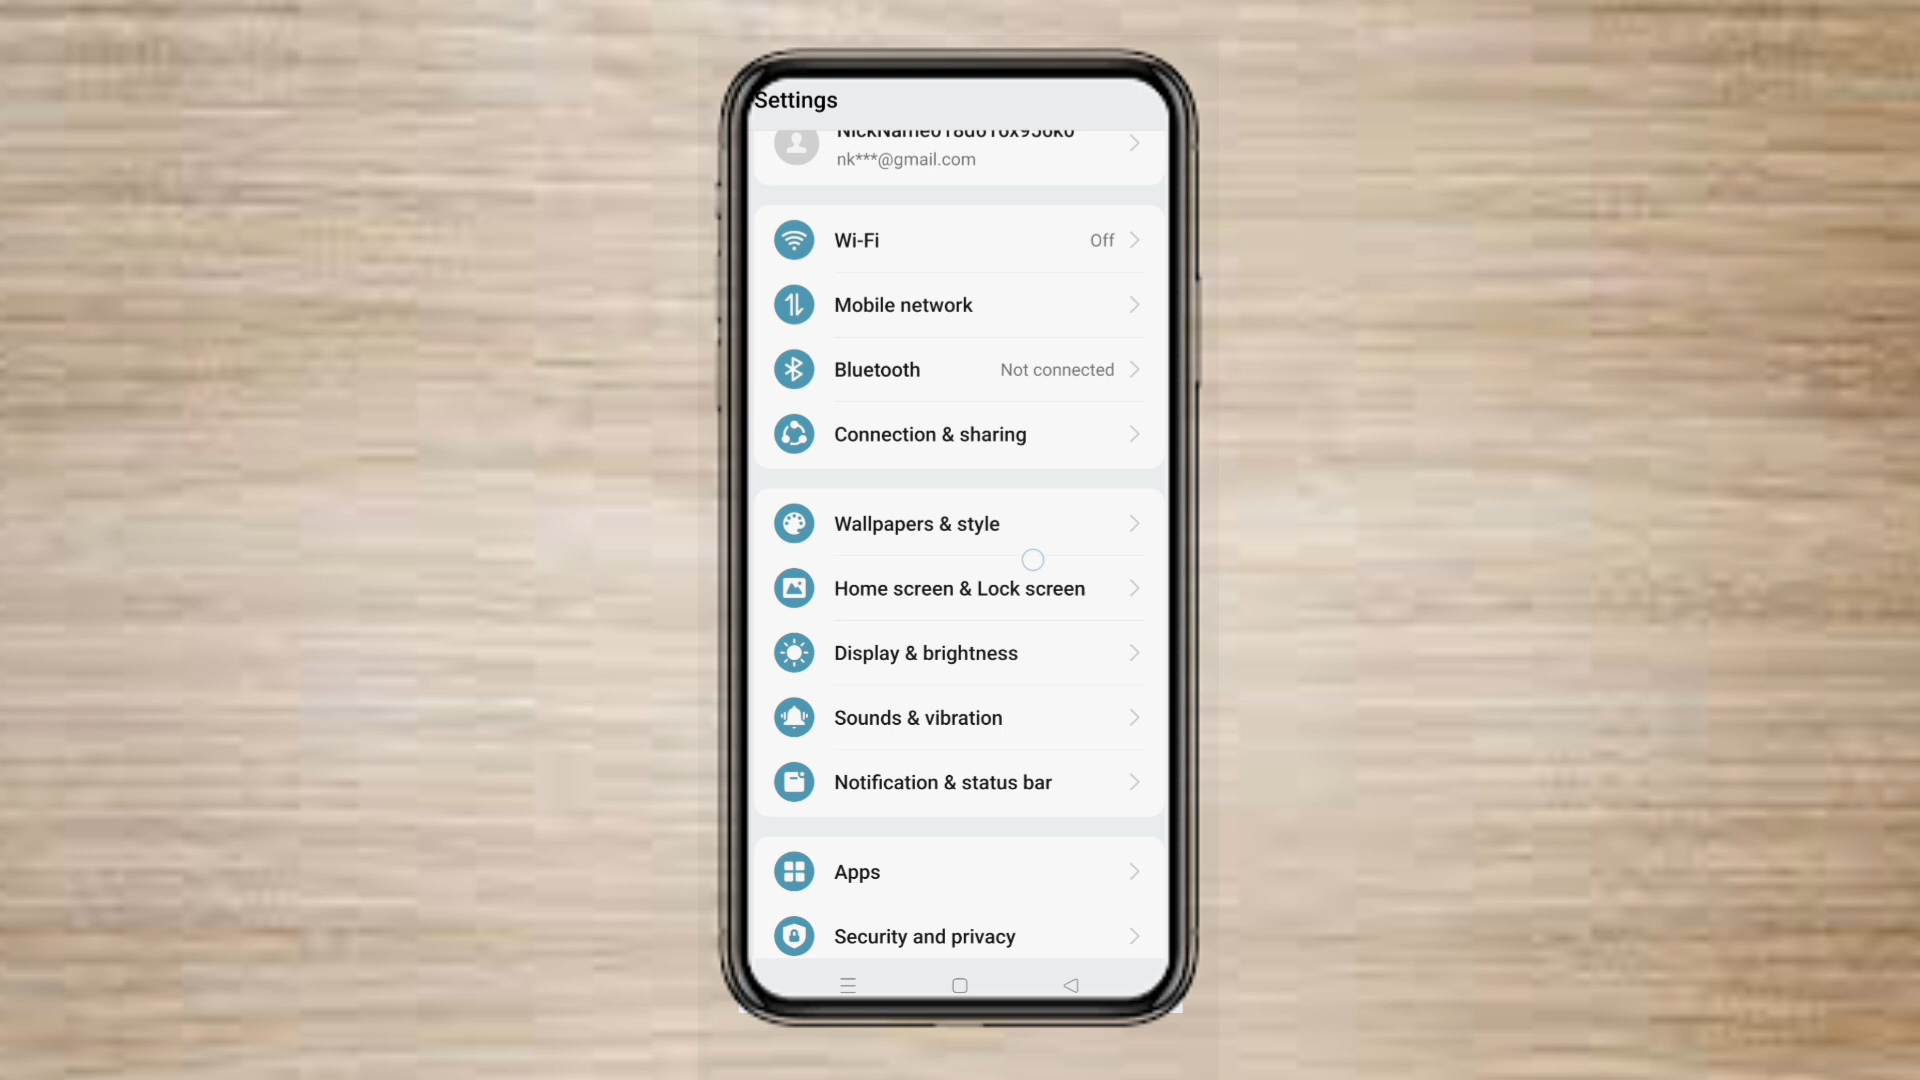 Settings
nk***@gmail.com
Wi-Fi Off
Mobile network
Bluetooth Not connected
Connection & sharing
Wallpapers & style
Home screen & Lock screen
Display & brightness
Sounds & vibration
Notification & status bar
Apps
Security and privacy